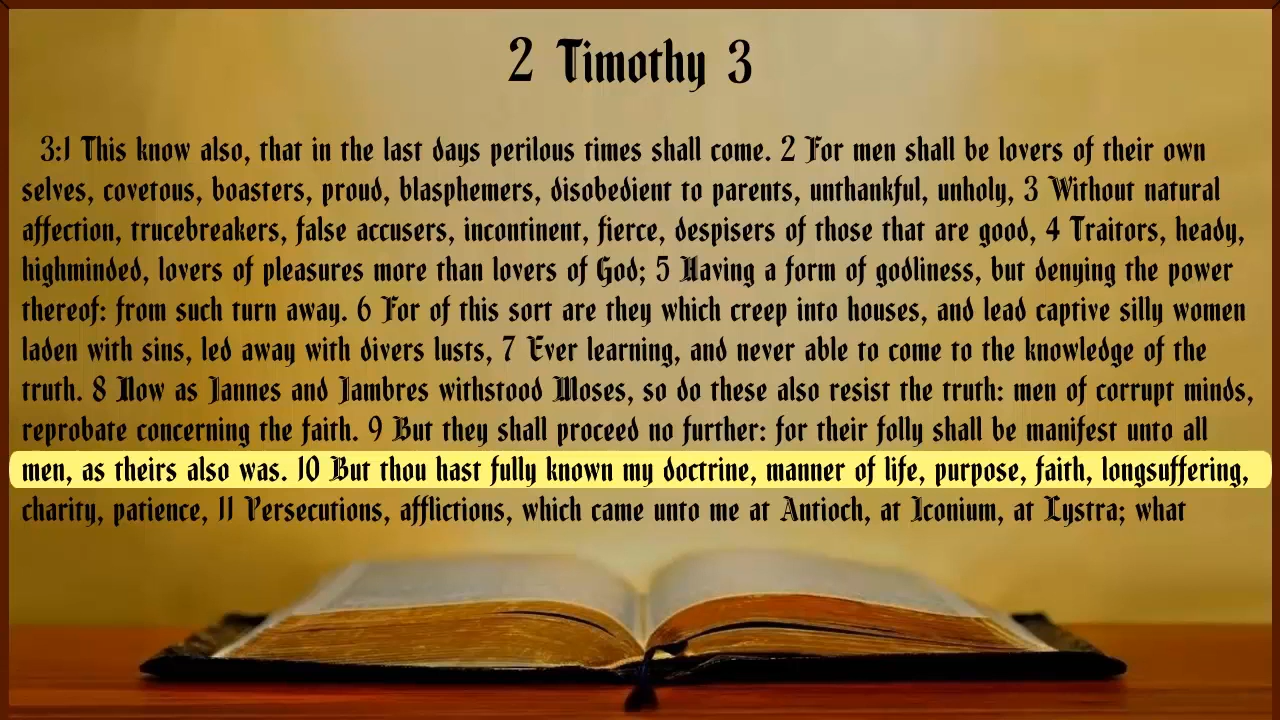 2 Timothy 3
3:1 This know also, that in the last days perilous times shall come. 2 For men shall be lovers of their own
selves, covetous, boasters, proud, blasphemers, disobedient to parents, unthankful, unholy, 3 Without natural
affection, trucebreakers, false accusers, incontinent, fierce, despisers of those that are good, 4 Traitors, heady,
highminded, lovers of pleasures more than lovers of God; 5 Having a form of godliness, but denying the power
thereof: from such turn away. 6 For of this sort are they which creep into houses, and lead captive silly women
laden with sins, led away with divers lusts, 7 Ever learning, and never able to come to the knowledge of the
truth. 8 Now as Jannes and Jambres withstood Moses, so do these also resist the truth: men of corrupt minds,
reprobate concerning the faith. 9 But they shall proceed no further: for their folly shall be manifest unto all
men, as theirs also was. 10 But thou hast fully known my doctrine, manner of life, purpose, faith, longsuffering,
charity, patience, 11 Persecutions, afflictions, which came unto me at Antioch, at Iconium, at Lystra; what